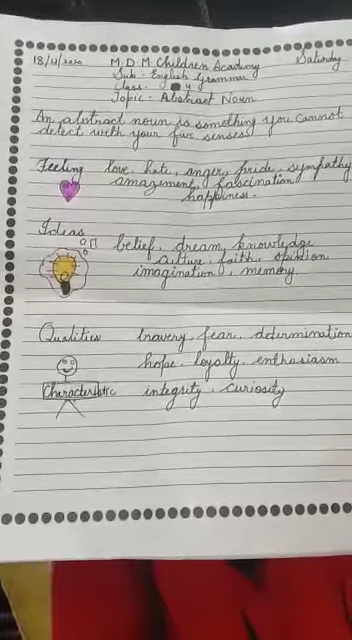 18/4/2020 M.D.M Children Academy Saturday
Sub - English Grammar
Class - 4
Topic - Abstract Noun
An abstract noun is something you cannot
detect with your five senses
Feeling love, hate, anger, pride, sympathy
amazement, fascination
happiness.
Ideas belief, dream, knowledge
culture, faith, opinion
imagination, memory.
Qualities bravery, fear, determination
hope, loyalty, enthusiasm
Characteristic integrity, curiosity